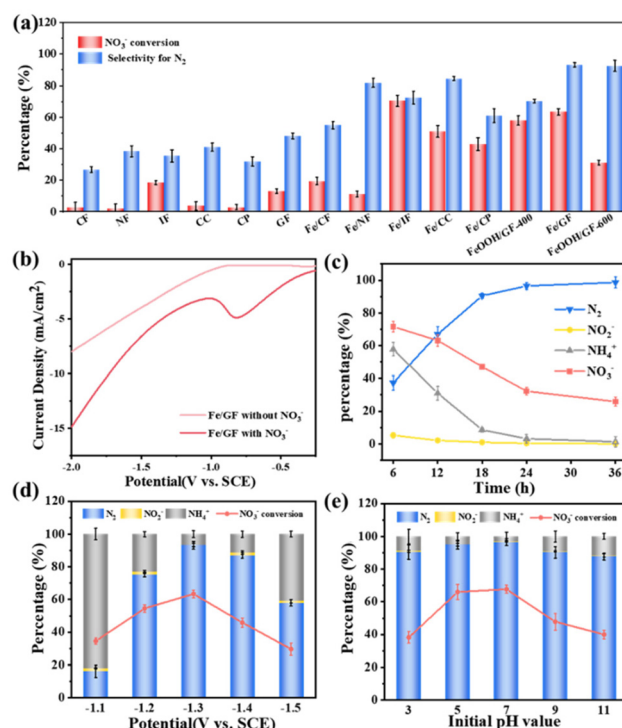 (a)
NO₃⁻ conversion
Selectivity for N₂
Percentage (%)
100
80
60
40
20
0
CF NF IF CC CP GF Fe/CF Fe/NF Fe/IF Fe/CC Fe/CP FeOOH/GF-400 Fe/GF FeOOH/GF-600
(b)
Current Density (mA/cm²)
0
-5
-10
-15
Fe/GF without NO₃⁻
Fe/GF with NO₃⁻
-2.0 -1.5 -1.0 -0.5
Potential(V vs. SCE)
(c)
percentage (%)
100
80
60
40
20
0
N₂
NO₂⁻
NH₄⁺
NO₃⁻
6 12 18 24 30 36
Time (h)
(d)
N₂ NO₂⁻ NH₄⁺ NO₃⁻ conversion
Percentage (%)
120
100
80
60
40
20
0
-1.1 -1.2 -1.3 -1.4 -1.5
Potential(V vs. SCE)
(e)
N₂ NO₂⁻ NH₄⁺ NO₃⁻ conversion
Percentage (%)
120
100
80
60
40
20
0
3 5 7 9 11
Initial pH value